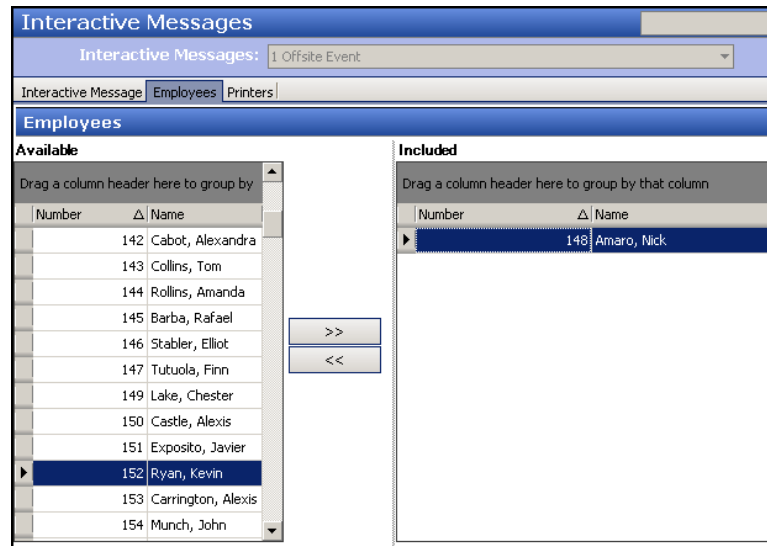 Interactive Messages
Interactive Messages: 1 Offsite Event
Interactive Message Employees Printers
Employees
Available Included
Drag a column header here to group by Drag a column header here to group by that column
Number Name Number Name
142 Cabot, Alexandra 148 Amaro, Nick
143 Collins, Tom
144 Rollins, Amanda
145 Barba, Rafael
>>
146 Stabler, Elliot
<<
147 Tutuola, Finn
149 Lake, Chester
150 Castle, Alexis
151 Exposito, Javier
152 Ryan, Kevin
153 Carrington, Alexis
154 Munch, John